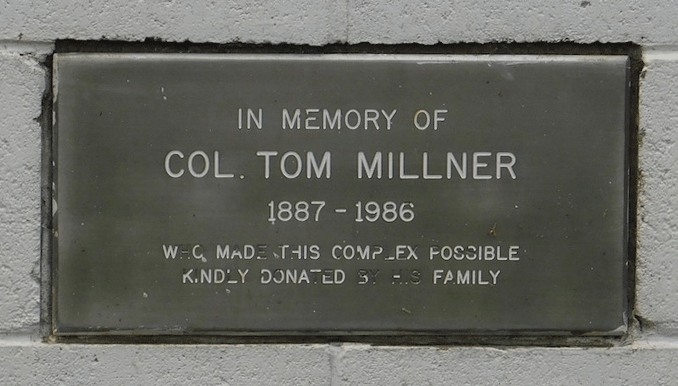 IN MEMORY OF
COL. TOM MILLNER
1887 - 1986
WHO MADE THIS COMPLEX POSSIBLE
KINDLY DONATED BY HIS FAMILY